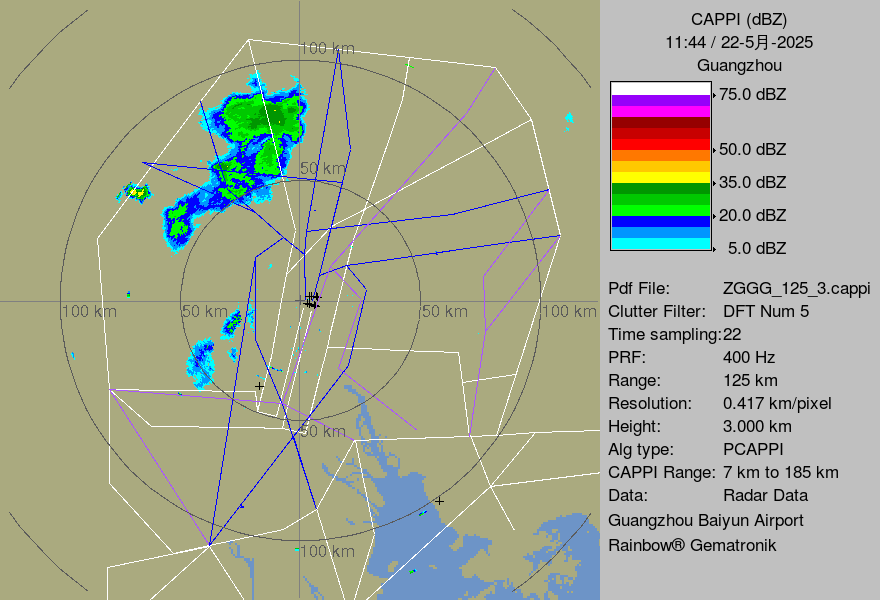 CAPPI (dBZ)
11:44 / 22-5月-2025
Guangzhou
75.0 dBZ
50.0 dBZ
35.0 dBZ
20.0 dBZ
5.0 dBZ
Pdf File: ZGGG_125_3.cappi
Clutter Filter: DFT Num 5
Time sampling:22
PRF: 400 Hz
Range: 125 km
Resolution: 0.417 km/pixel
Height: 3.000 km
Alg type: PCAPPI
CAPPI Range: 7 km to 185 km
Data: Radar Data
Guangzhou Baiyun Airport
Rainbow® Gematronik
100 km
50 km
100 km
50 km
50 km
100 km
50 km
100 km